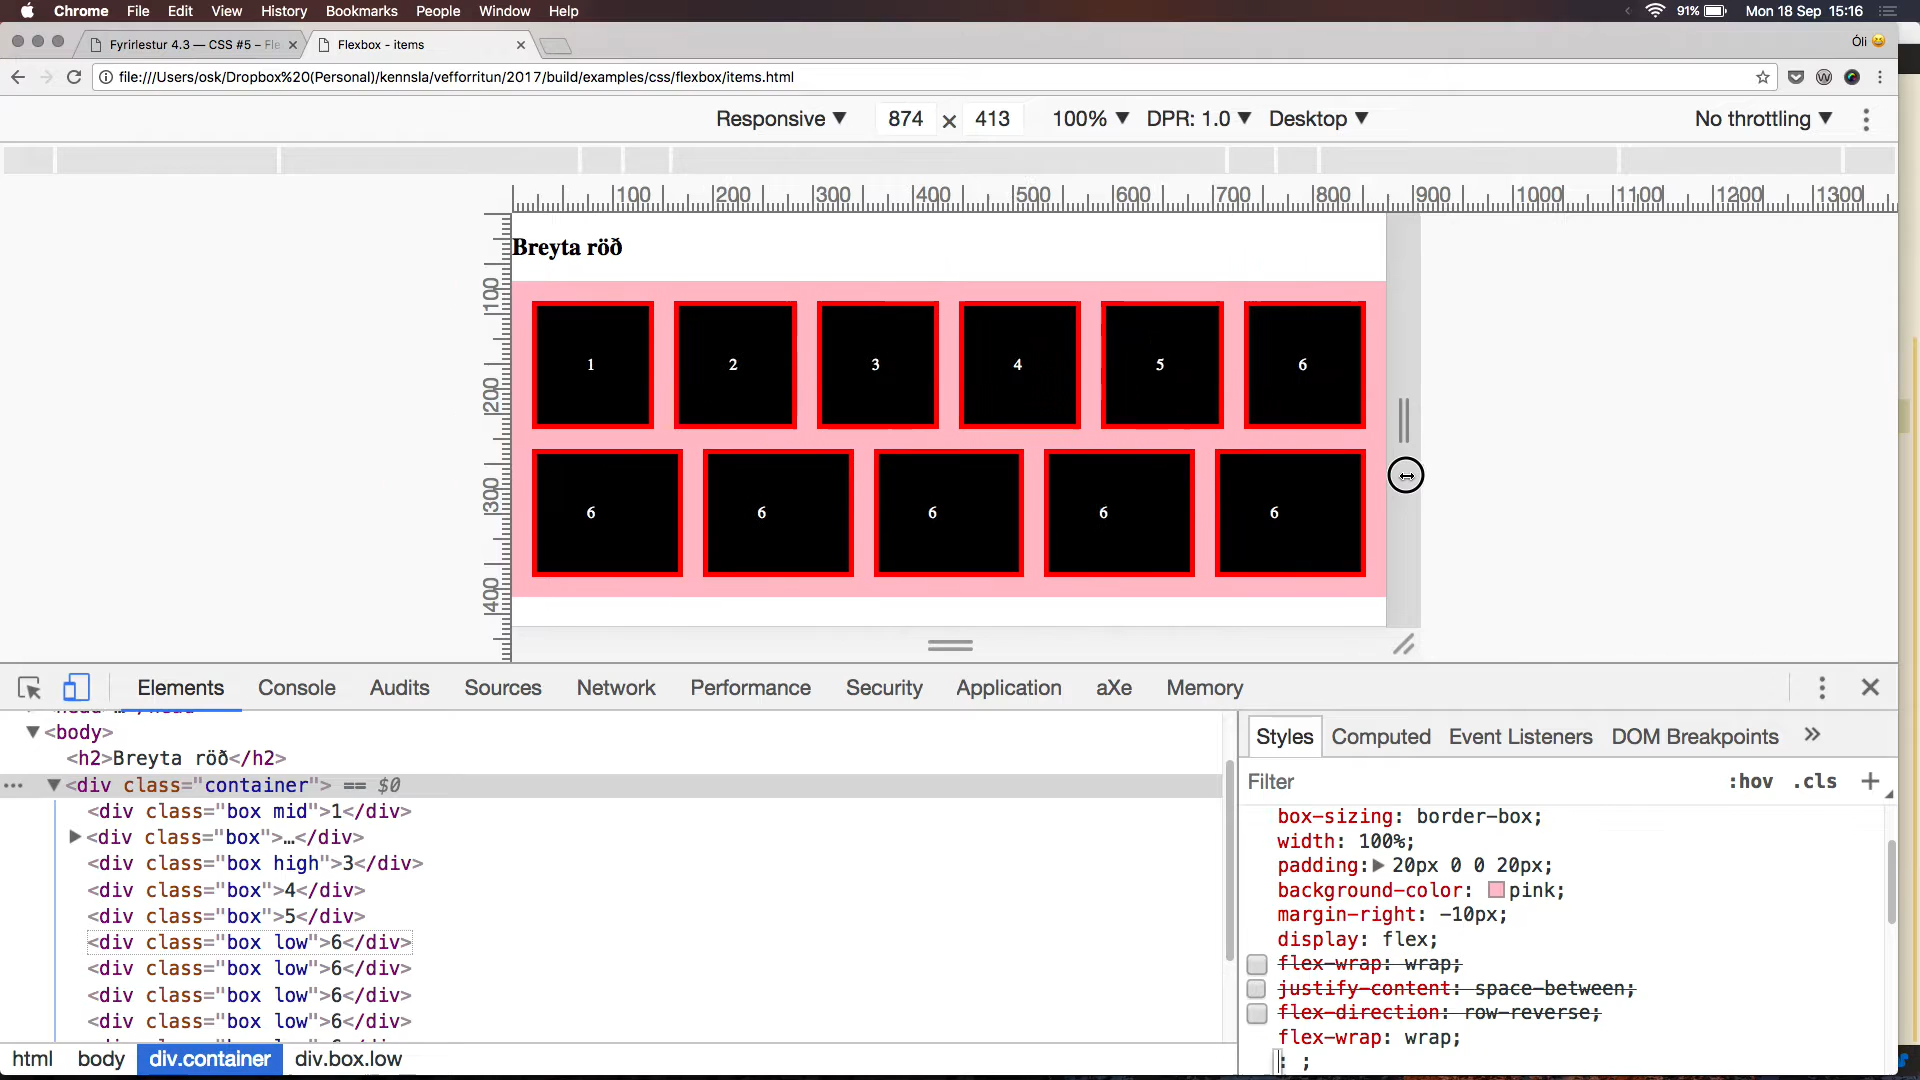 Chrome File Edit View History Bookmarks People Window Help 91% Mon 18 Sep 15:16
Fyrirlestur 4.3 — CSS #5 – Fle Flexbox - items Óli
file:///Users/osk/Dropbox%20(Personal)/kennsla/vefforritun/2017/build/examples/css/flexbox/items.html
Responsive ▼ 874 × 413 100% ▼ DPR: 1.0 ▼ Desktop ▼ No throttling ▼
100 200 300 400 500 600 700 800 900 1000 1100 1200 1300
100
200
300
400
Breyta röð
1 2 3 4 5 6
6 6 6 6 6
Elements Console Audits Sources Network Performance Security Application aXe Memory
<body>
<h2>Breyta röð</h2>
<div class="container"> == $0
<div class="box mid">1</div>
<div class="box">…</div>
<div class="box high">3</div>
<div class="box">4</div>
<div class="box">5</div>
<div class="box low">6</div>
<div class="box low">6</div>
<div class="box low">6</div>
<div class="box low">6</div>
html body div.container div.box.low
Styles Computed Event Listeners DOM Breakpoints »
Filter :hov .cls +
box-sizing: border-box;
width: 100%;
padding: 20px 0 0 20px;
background-color: pink;
margin-right: -10px;
display: flex;
flex-wrap: wrap;
justify-content: space-between;
flex-direction: row-reverse;
flex-wrap: wrap;
: ;